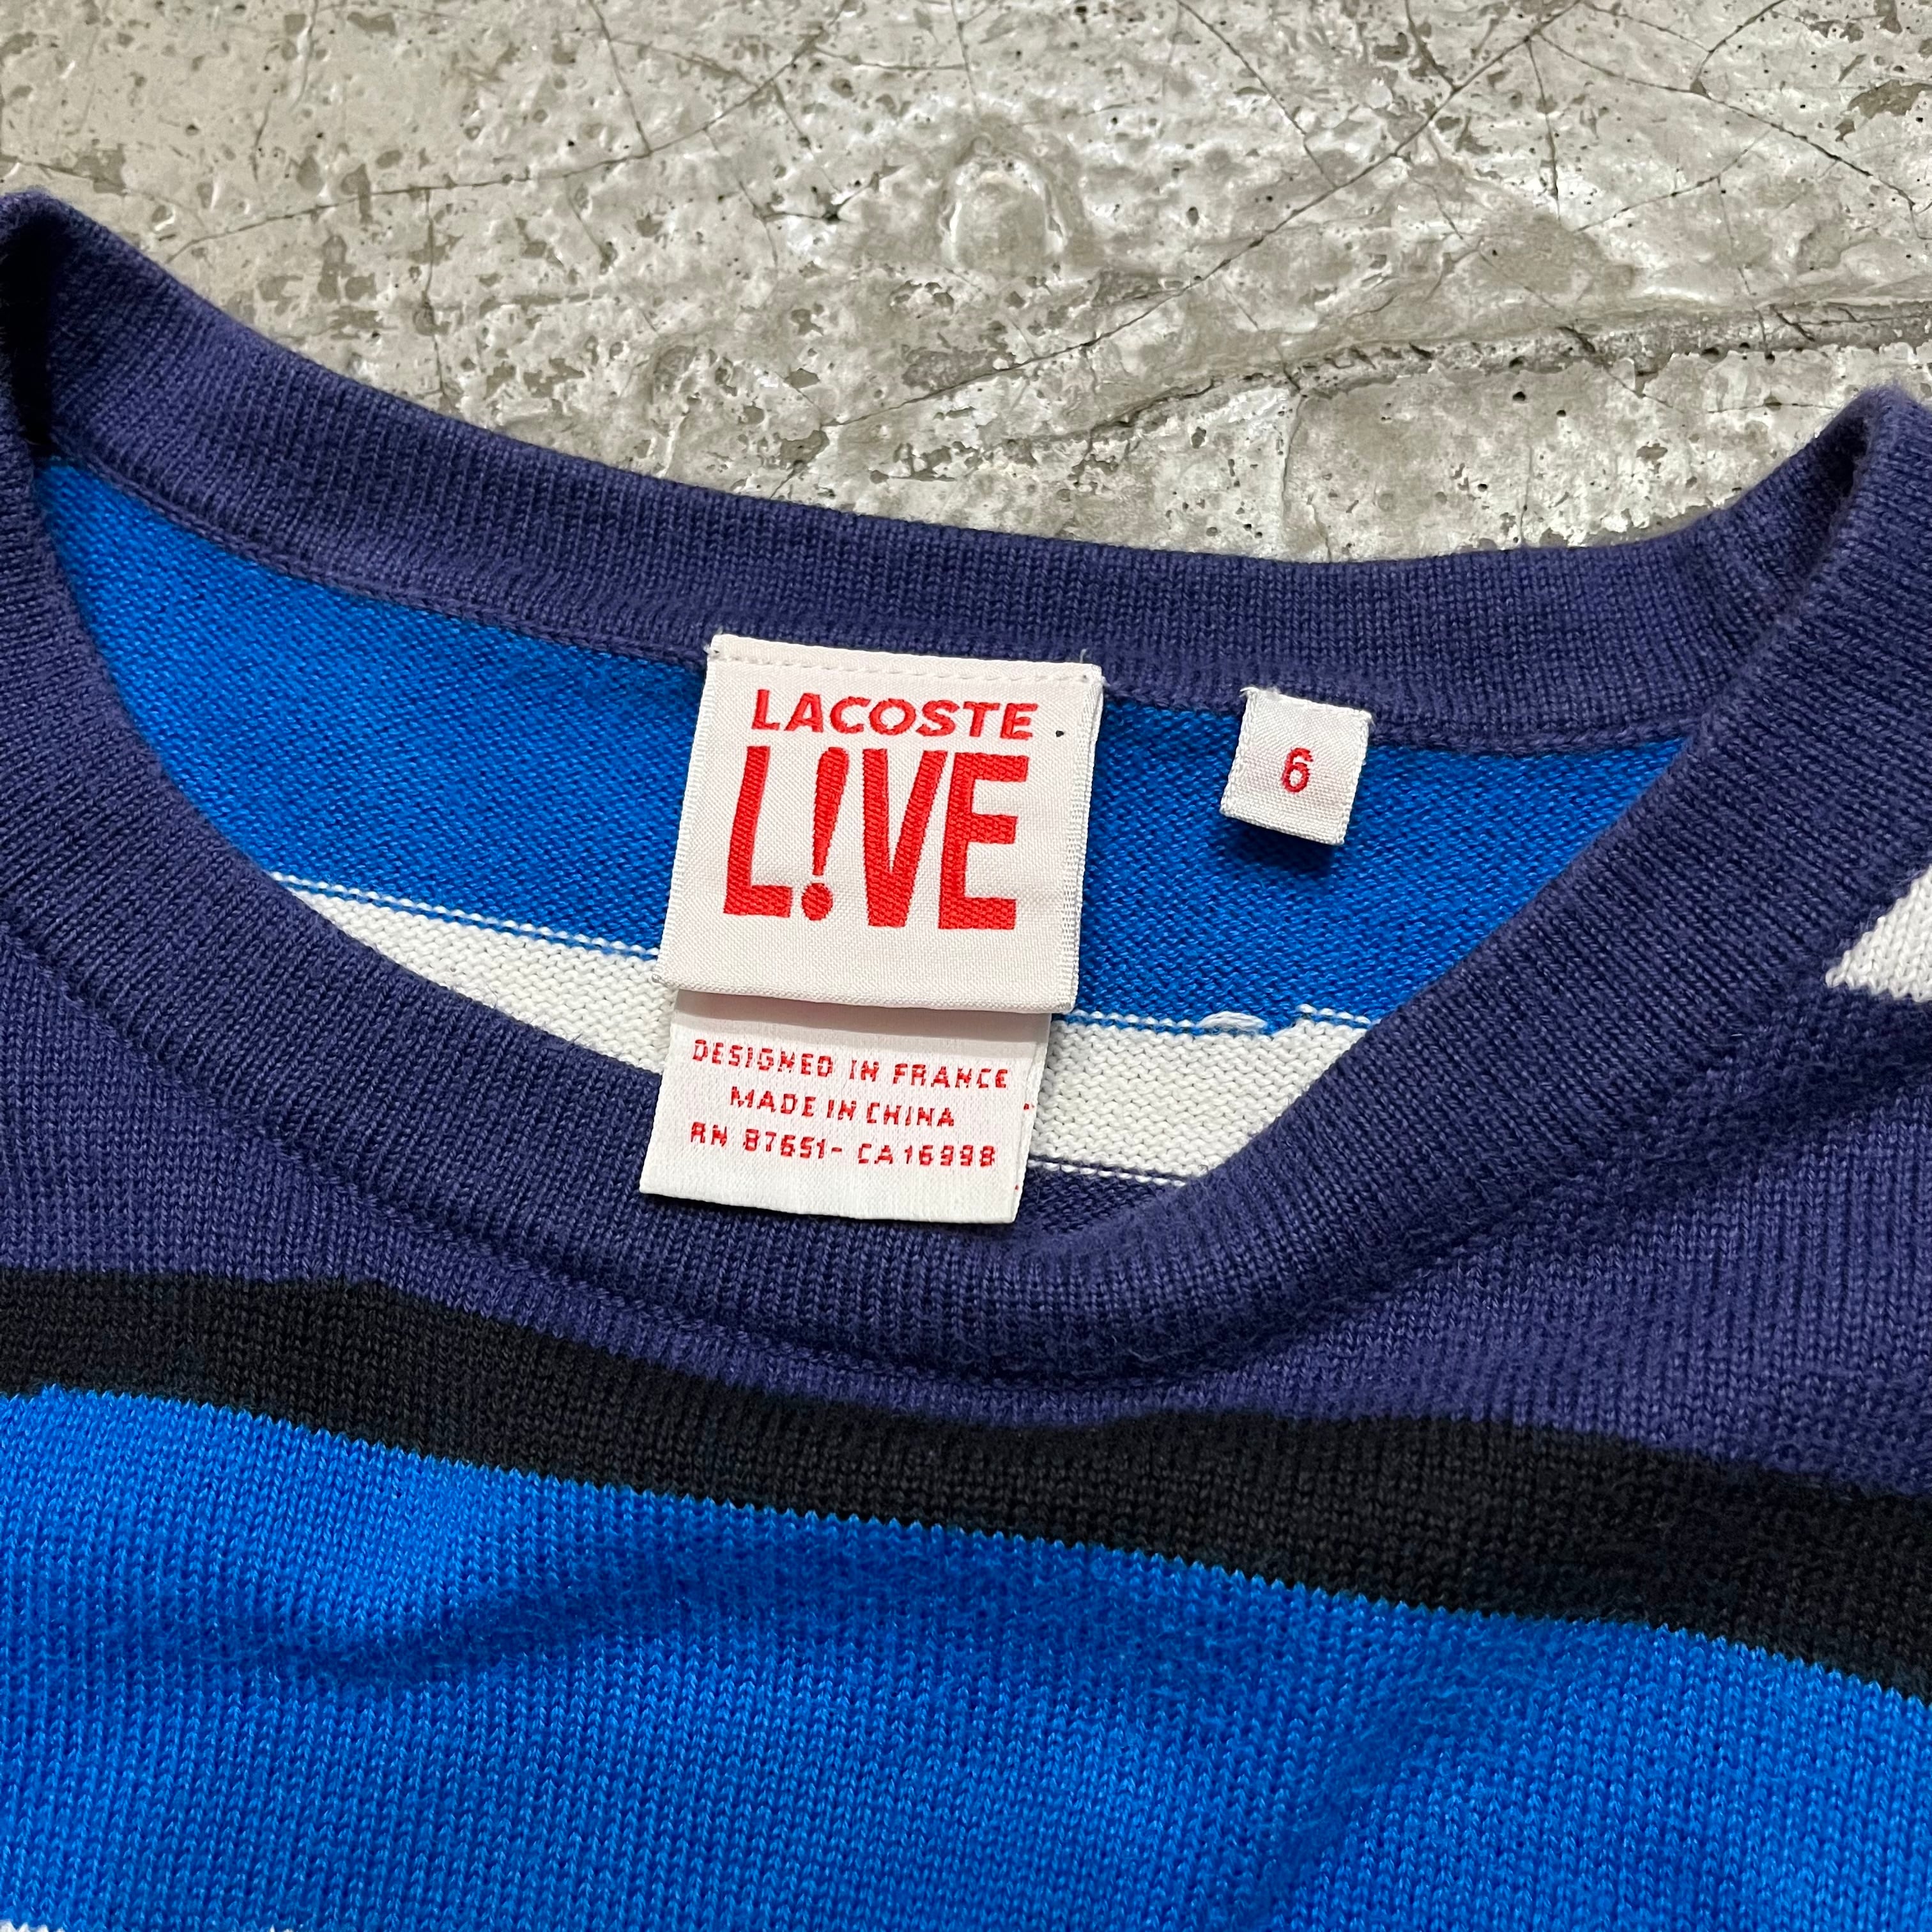 LACOSTE
L!VE
6
DESIGNED IN FRANCE
MADE IN CHINA
RN 87651- CA16998